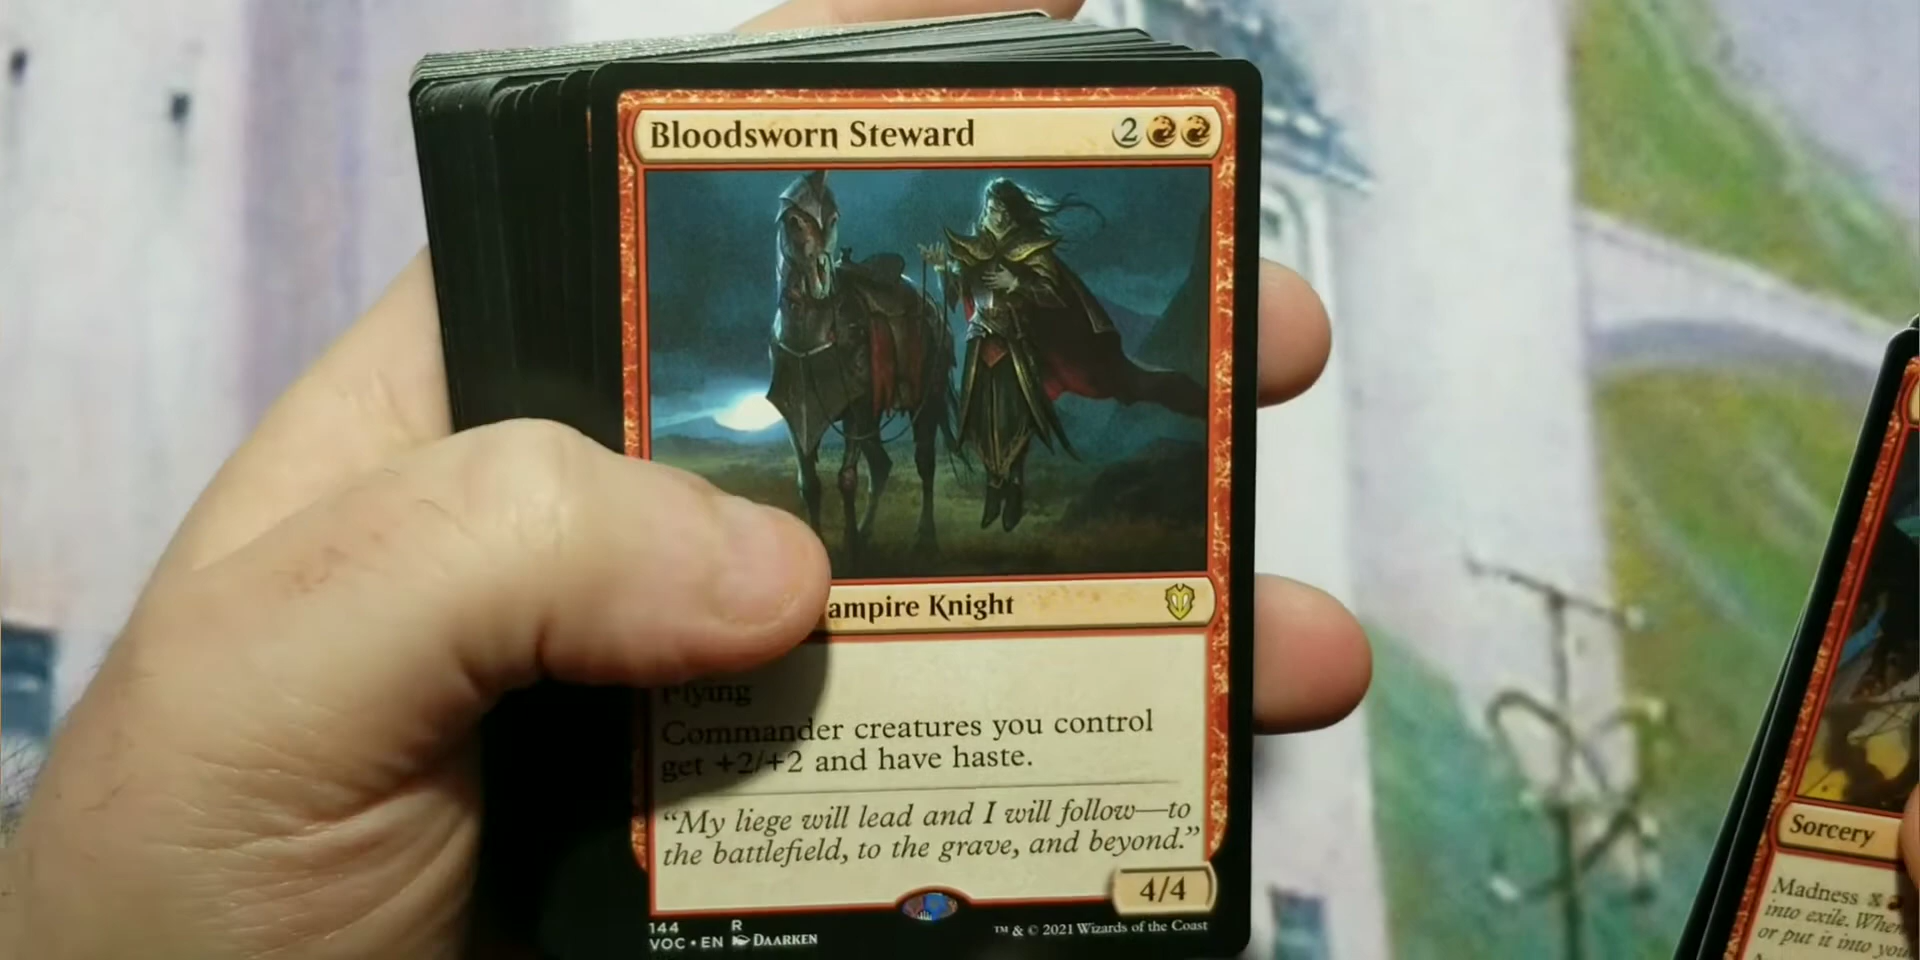 Bloodsworn Steward 2
ampire Knight
Flying
Commander creatures you control
get +2/+2 and have haste.
“My liege will lead and I will follow—to
the battlefield, to the grave, and beyond.”
4/4
144 R
VOC • EN DAARKEN
™ & © 2021 Wizards of the Coast
Sorcery
Madness X
into exile. When
or put it into you